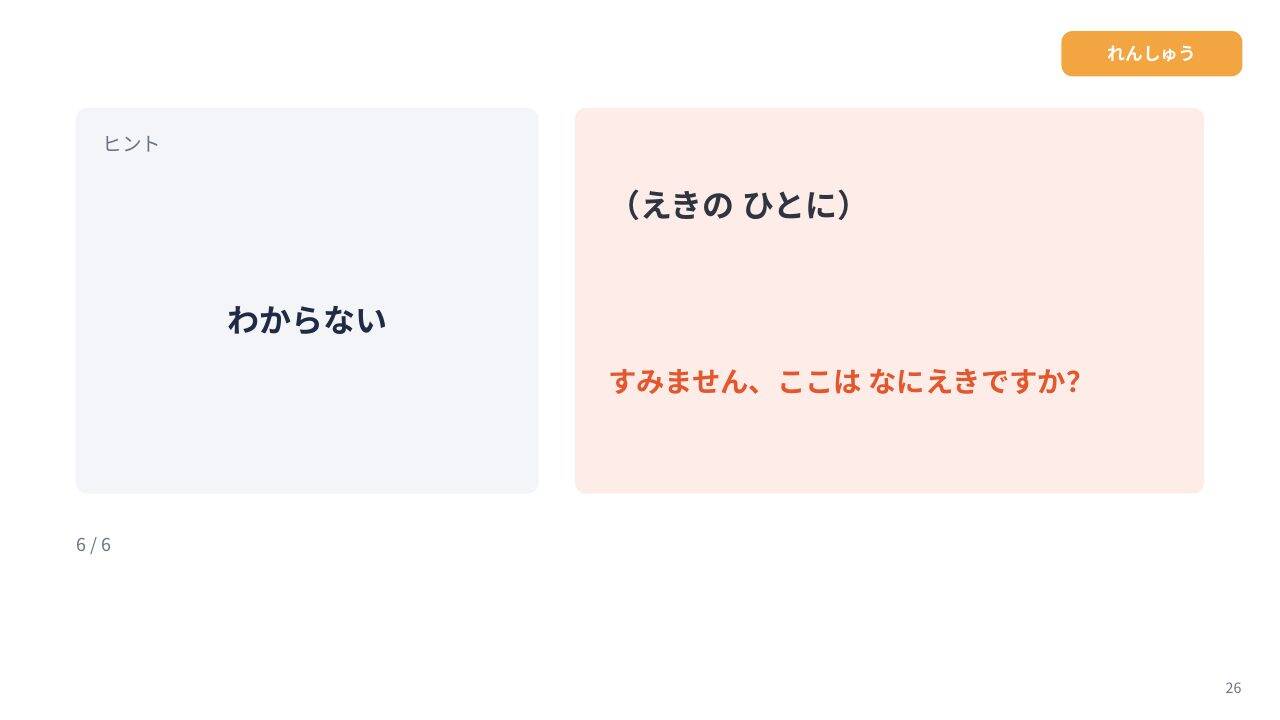 れんしゅう
ヒント
わからない
（えきの ひとに）
すみません、ここは なにえきですか?
6 / 6
26